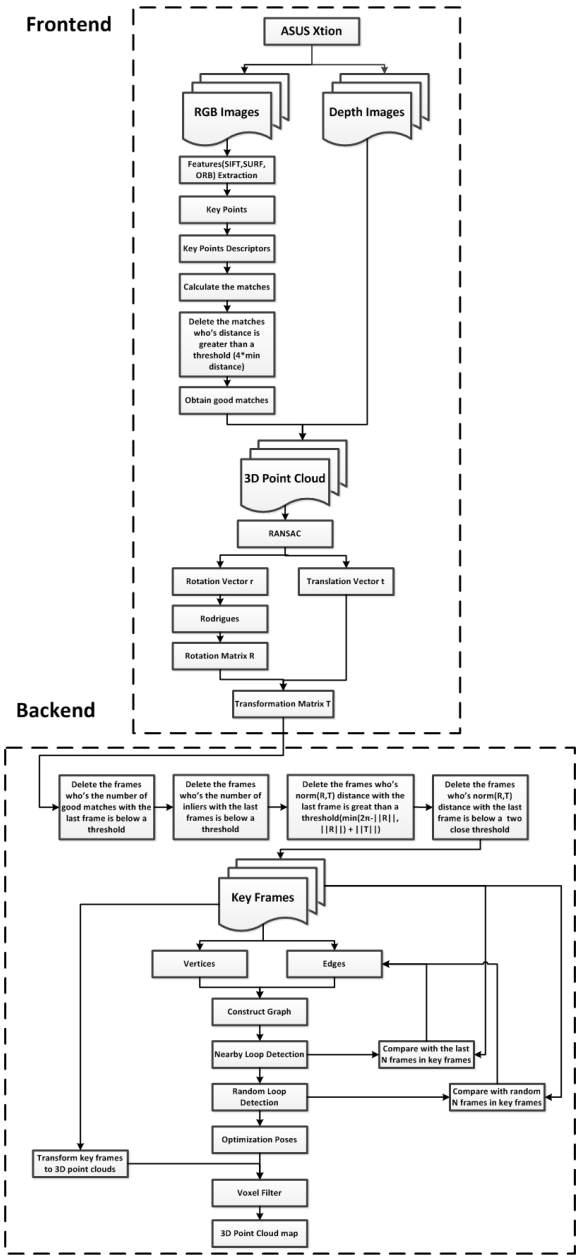 Frontend
ASUS Xtion
RGB Images
Depth Images
Features(SIFT,SURF,
ORB) Extraction
Key Points
Key Points Descriptors
Calculate the matches
Delete the matches
who's distance is
greater than a
threshold (4*min
distance)
Obtain good matches
3D Point Cloud
RANSAC
Rotation Vector r
Translation Vector t
Rodrigues
Rotation Matrix R
Transformation Matrix T
Backend
Delete the frames
who's the number of
good matches with the
last frame is below a
threshold
Delete the frames
who's the number of
inliers with the last
frames is below a
threshold
Delete the frames who's
norm(R,T) distance with the
last frame is great than a
threshold(min(2π-||R||,
||R||) + ||T||)
Delete the frames
who's norm(R,T)
distance with the last
frame is below a  two
close threshold
Key Frames
Vertices
Edges
Construct Graph
Nearby Loop Detection
Compare with the last
N frames in key frames
Random Loop
Detection
Compare with random
N frames in key frames
Optimization Poses
Transform key frames
to 3D point clouds
Voxel Filter
3D Point Cloud map